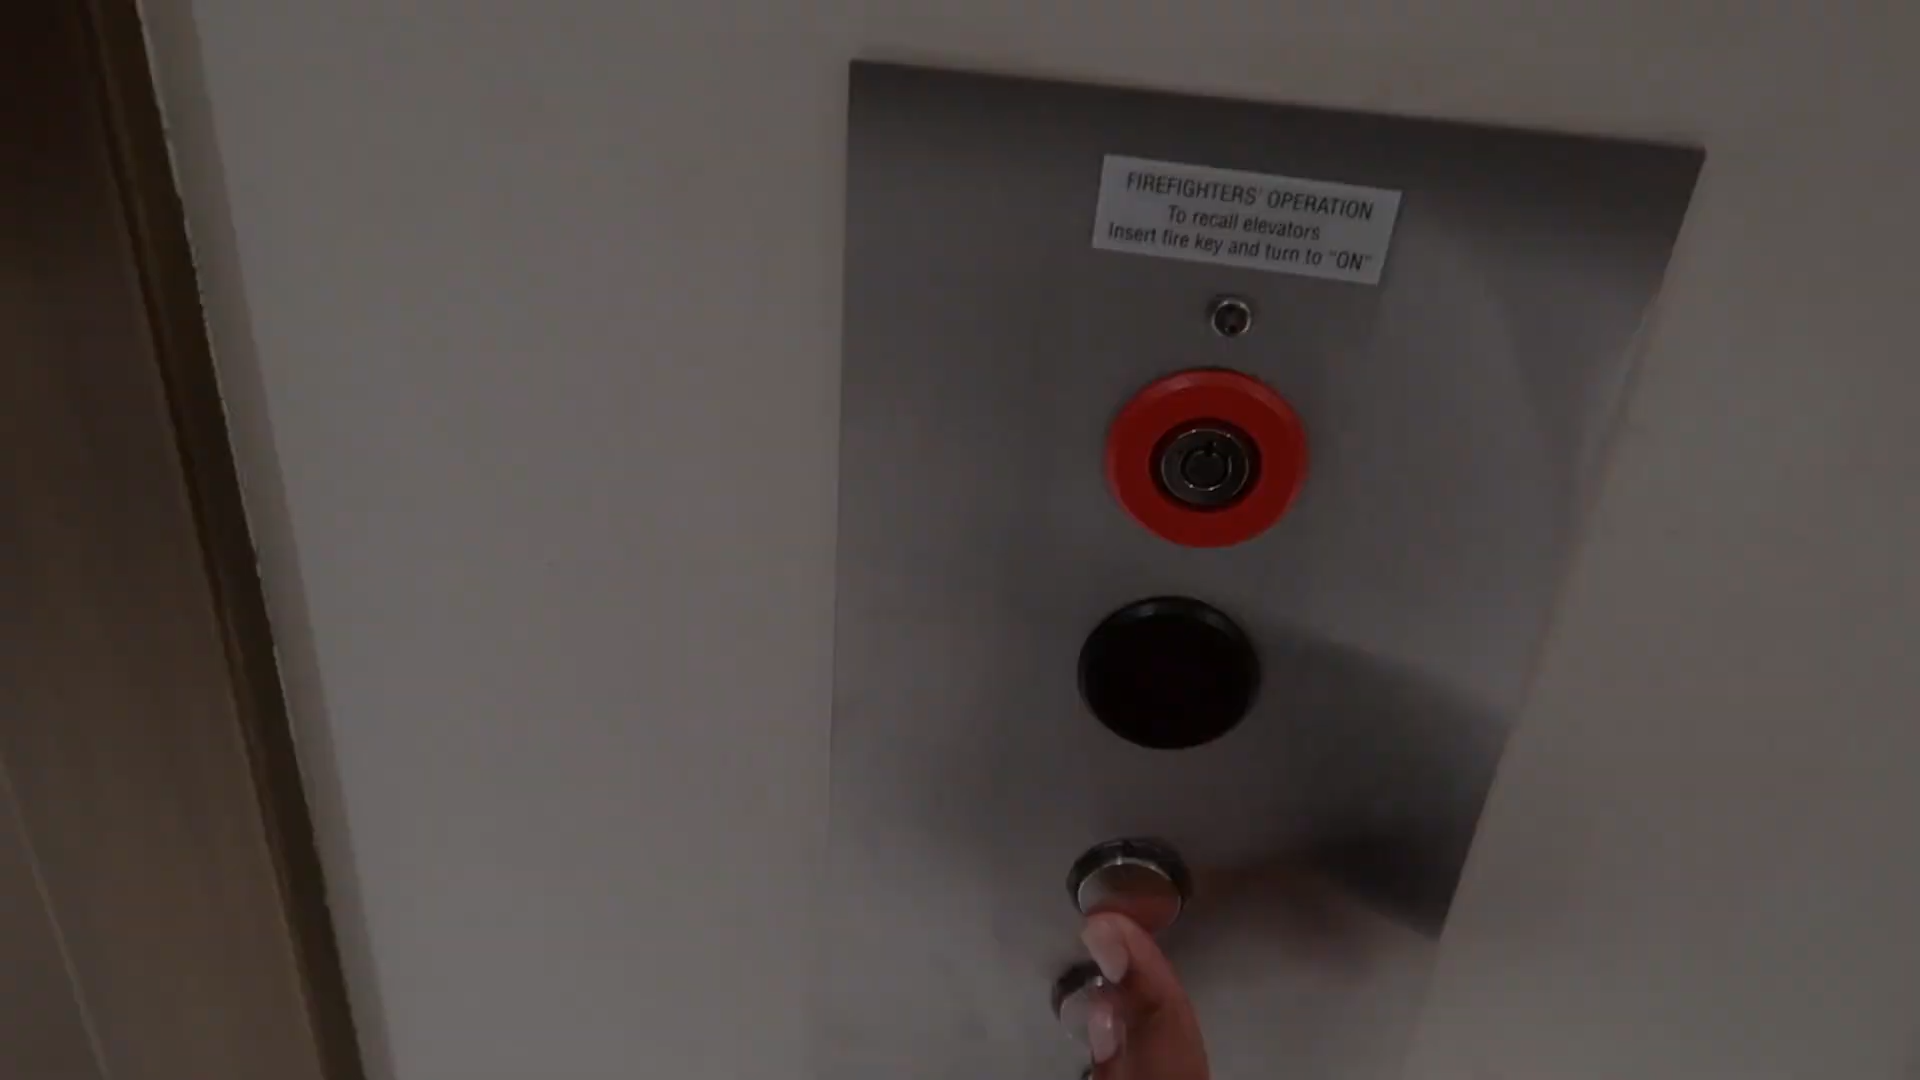 FIREFIGHTERS' OPERATION
To recall elevators
Insert fire key and turn to "ON"